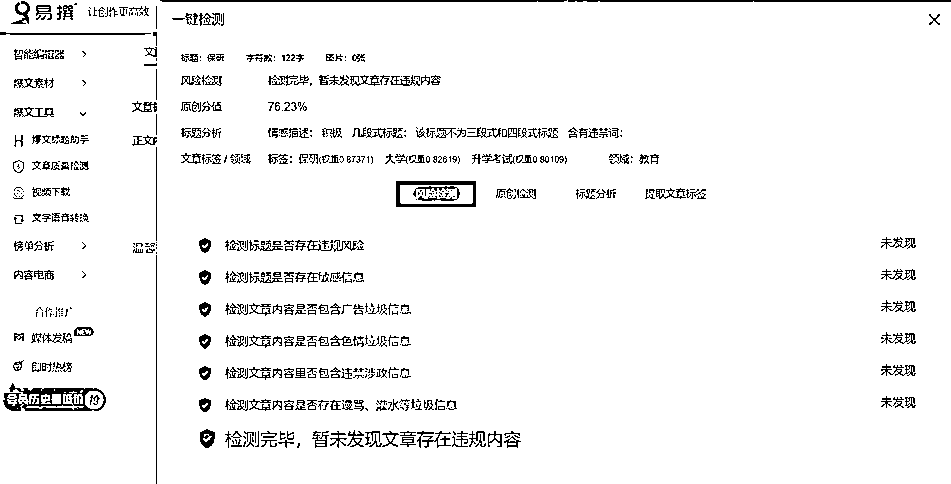 易撰 让创作更高效
一键检测
标题：保研 字符数：122字 图片：0张
智能编辑器
爆文素材
爆文工具
爆文标题助手
文章质量检测
视频下载
文字语音转换
榜单分析
内容电商
合作推广
媒体发稿 NEW
即时热榜
会员历史最低价
风险检测 检测完毕，暂未发现文章存在违规内容
原创分值 76.23%
标题分析 情感描述： 积极 几段式标题： 该标题不为三段式和四段式标题 含有违禁词：
文章标签 / 领域 标签：保研(权重0.87371) 大学(权重0.82619) 升学考试(权重0.80109) 领域：教育
风险检测 原创检测 标题分析 提取文章标签
检测标题是否存在违规风险 未发现
检测标题是否存在敏感信息 未发现
检测文章内容是否包含广告垃圾信息 未发现
检测文章内容是否包含色情垃圾信息 未发现
检测文章内容是否包含违禁涉政信息 未发现
检测文章内容是否存在谩骂、灌水等垃圾信息 未发现
检测完毕，暂未发现文章存在违规内容